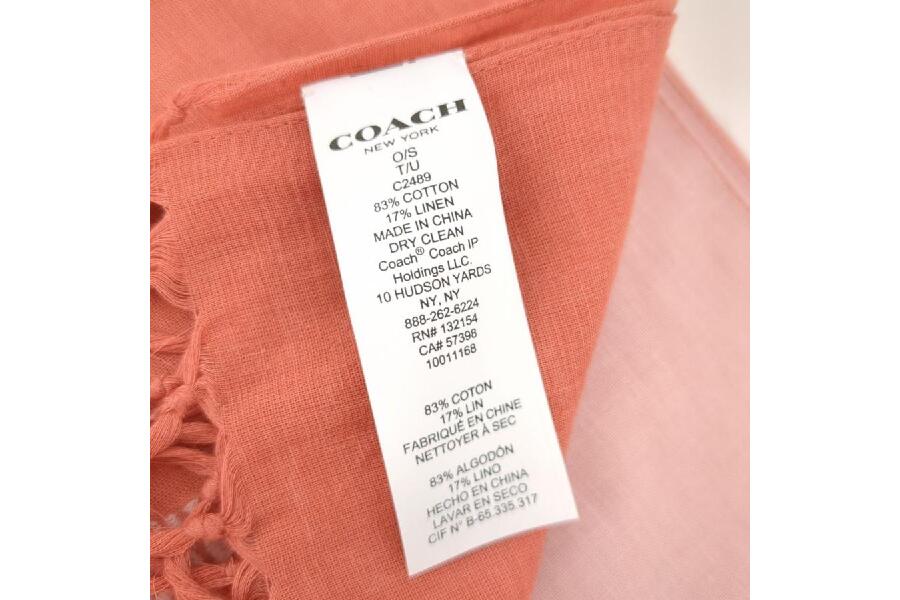 COACH
NEW YORK
O/S
T/U
C2489
83% COTTON
17% LINEN
MADE IN CHINA
DRY CLEAN
Coach® Coach IP
Holdings LLC.
10 HUDSON YARDS
NY, NY
888-262-6224
RN# 132154
CA# 57398
10011168
83% COTON
17% LIN
FABRIQUÉ EN CHINE
NETTOYER À SEC
83% ALGODÓN
17% LINO
HECHO EN CHINA
LAVAR EN SECO
CIF N° B-65.335.317